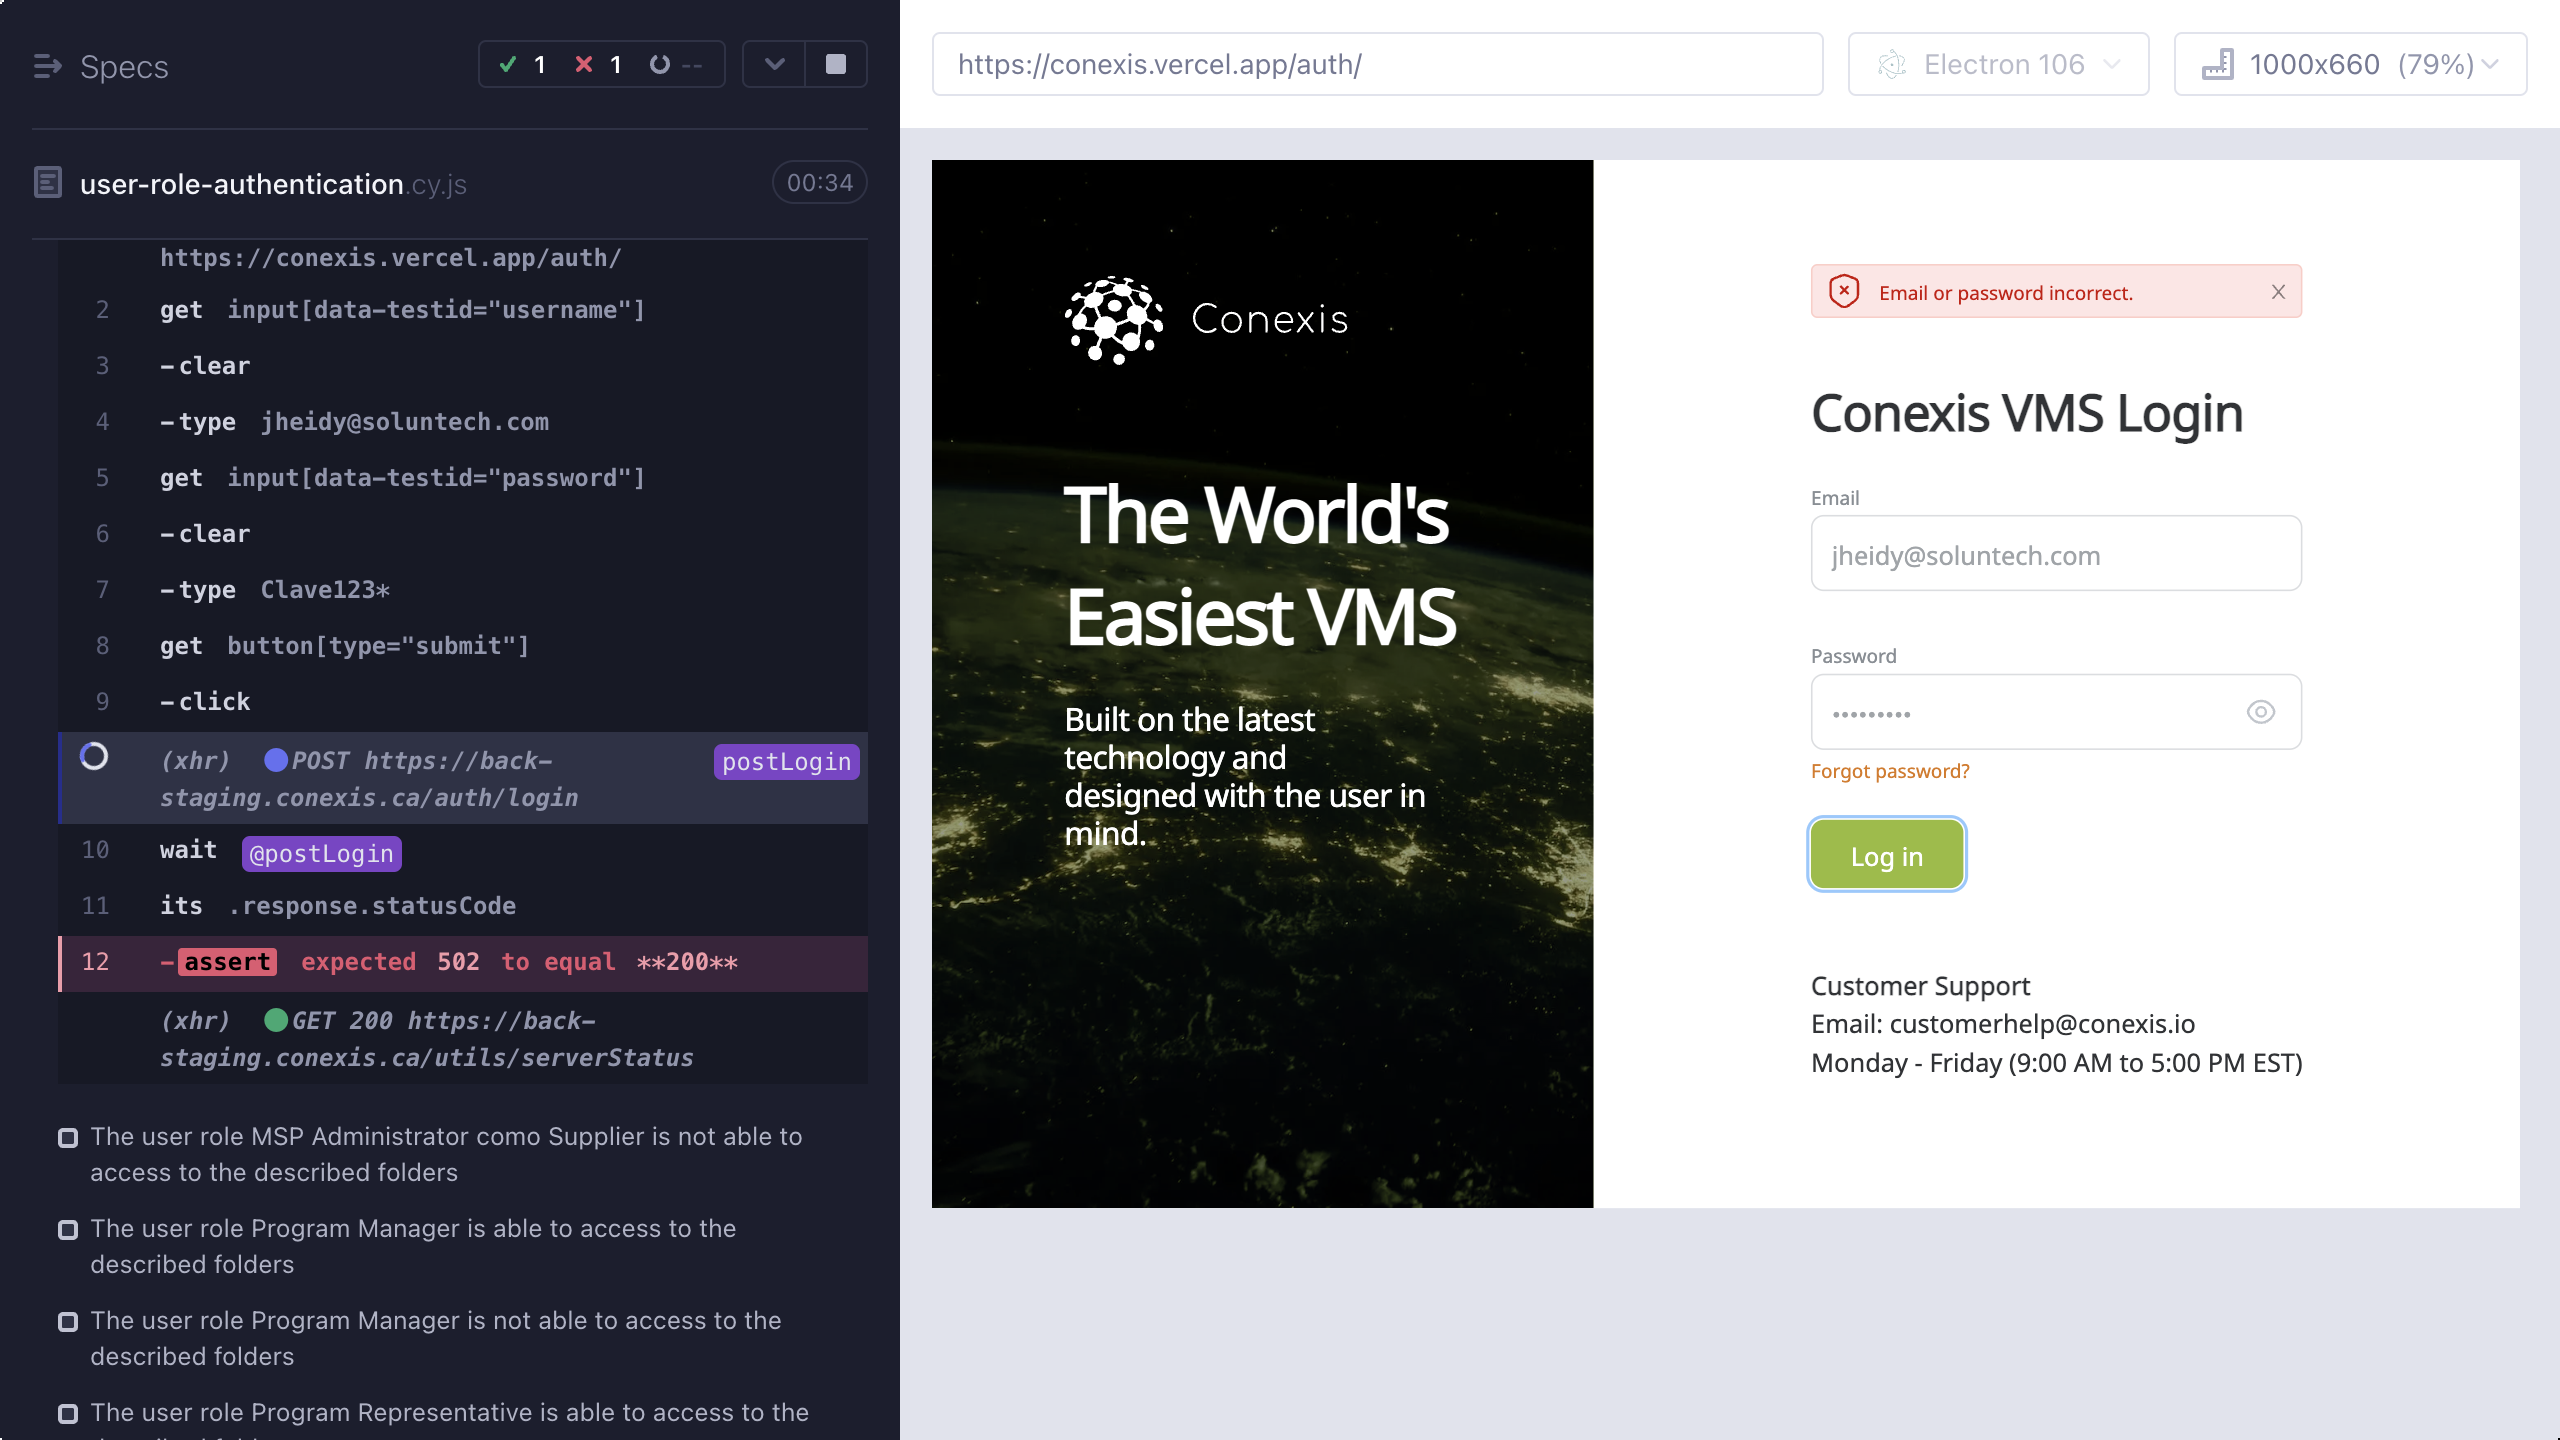 Specs
1 1 --
user-role-authentication.cy.js
00:34
https://conexis.vercel.app/auth/
2 get input[data-testid="username"]
3 -clear
4 -type jheidy@soluntech.com
5 get input[data-testid="password"]
6 -clear
7 -type Clave123*
8 get button[type="submit"]
9 -click
(xhr) POST https://back-
staging.conexis.ca/auth/login
postLogin
10 wait @postLogin
11 its .response.statusCode
12 -assert expected 502 to equal **200**
(xhr) GET 200 https://back-
staging.conexis.ca/utils/serverStatus
The user role MSP Administrator como Supplier is not able to
access to the described folders
The user role Program Manager is able to access to the
described folders
The user role Program Manager is not able to access to the
described folders
The user role Program Representative is able to access to the
https://conexis.vercel.app/auth/
Electron 106
1000x660 (79%)
Conexis
The World's
Easiest VMS
Built on the latest
technology and
designed with the user in
mind.
Email or password incorrect.
Conexis VMS Login
Email
jheidy@soluntech.com
Password
•••••••••
Forgot password?
Log in
Customer Support
Email: customerhelp@conexis.io
Monday - Friday (9:00 AM to 5:00 PM EST)